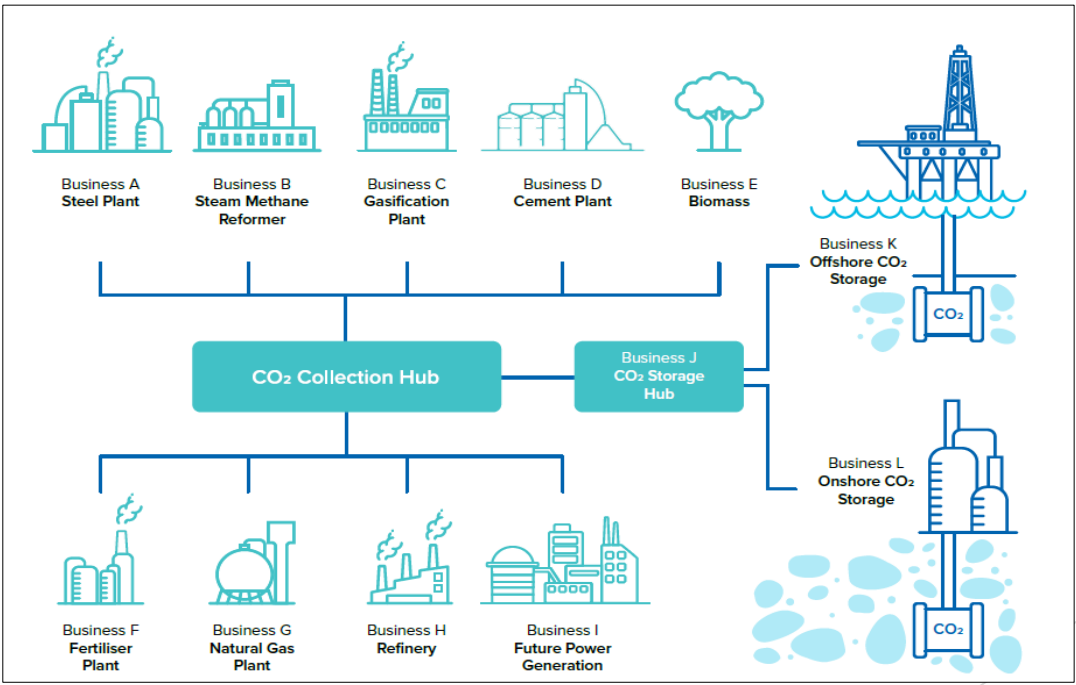 Business A
Steel Plant
Business B
Steam Methane
Reformer
Business C
Gasification
Plant
Business D
Cement Plant
Business E
Biomass
Business K
Offshore CO₂
Storage
CO₂
CO₂ Collection Hub
Business J
CO₂ Storage
Hub
Business L
Onshore CO₂
Storage
CO₂
Business F
Fertiliser
Plant
Business G
Natural Gas
Plant
Business H
Refinery
Business I
Future Power
Generation